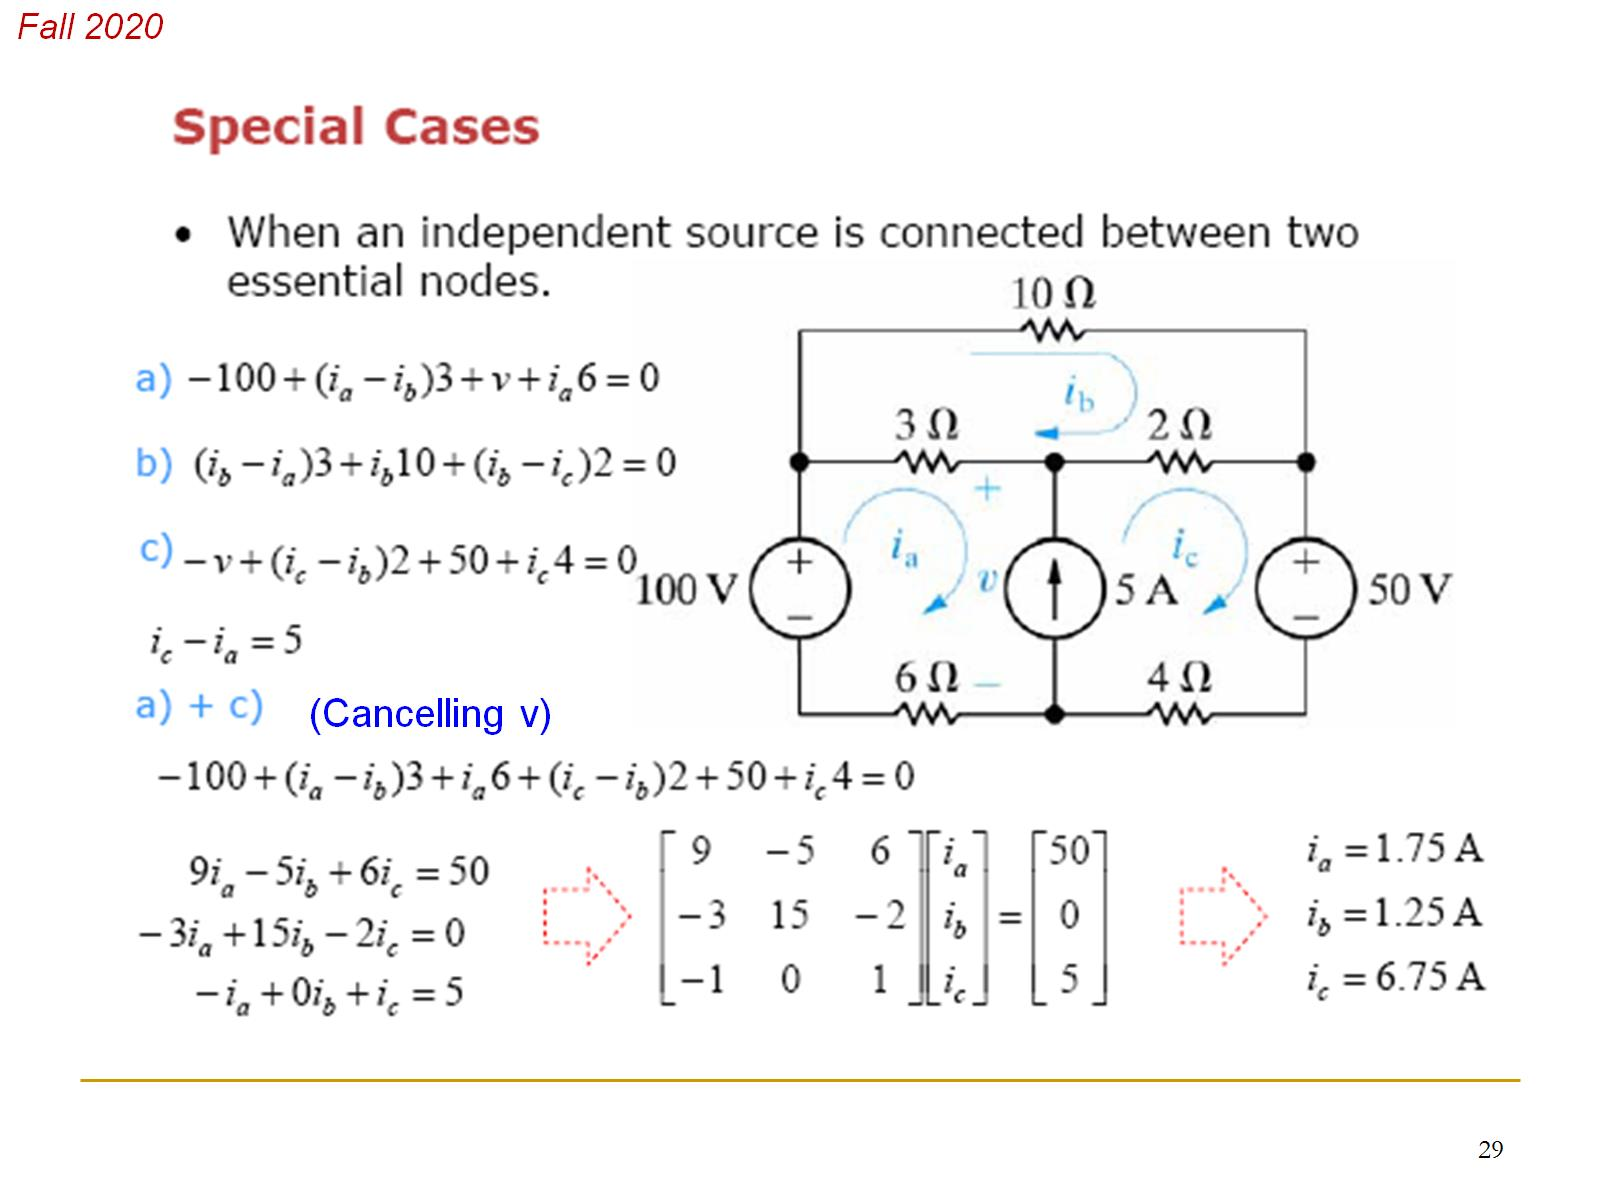 Fall 2020
Special Cases
• When an independent source is connected between two
essential nodes.
a) −100+(i_a −i_b)3+v+i_a6=0
b) (i_b −i_a)3+i_b10+(i_b −i_c)2=0
c) −v+(i_c −i_b)2+50+i_c4=0
i_c −i_a =5
a) + c) (Cancelling v)
−100+(i_a −i_b)3+i_a6+(i_c −i_b)2+50+i_c4=0
9i_a −5i_b +6i_c =50
−3i_a +15i_b −2i_c =0
−i_a +0i_b +i_c =5
9 −5 6 i_a 50
−3 15 −2 i_b = 0
−1 0 1 i_c 5
i_a =1.75 A
i_b =1.25 A
i_c =6.75 A
10 Ω
i_b
3 Ω
2 Ω
+
i_a
i_c
+
+
100 V
v
5 A
50 V
−
−
6 Ω
−
4 Ω
29